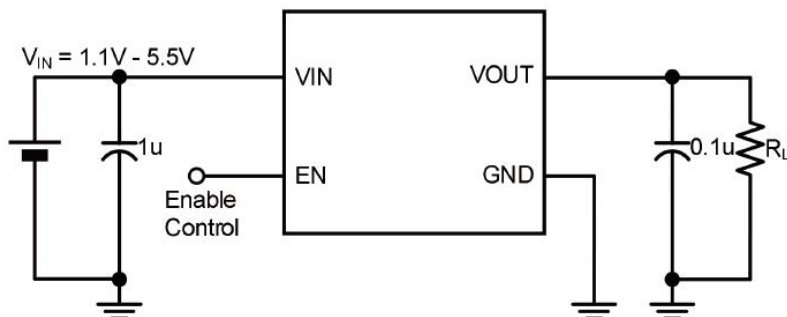 V_IN = 1.1V - 5.5V
VIN
VOUT
1u
0.1u
R_L
EN
GND
Enable
Control